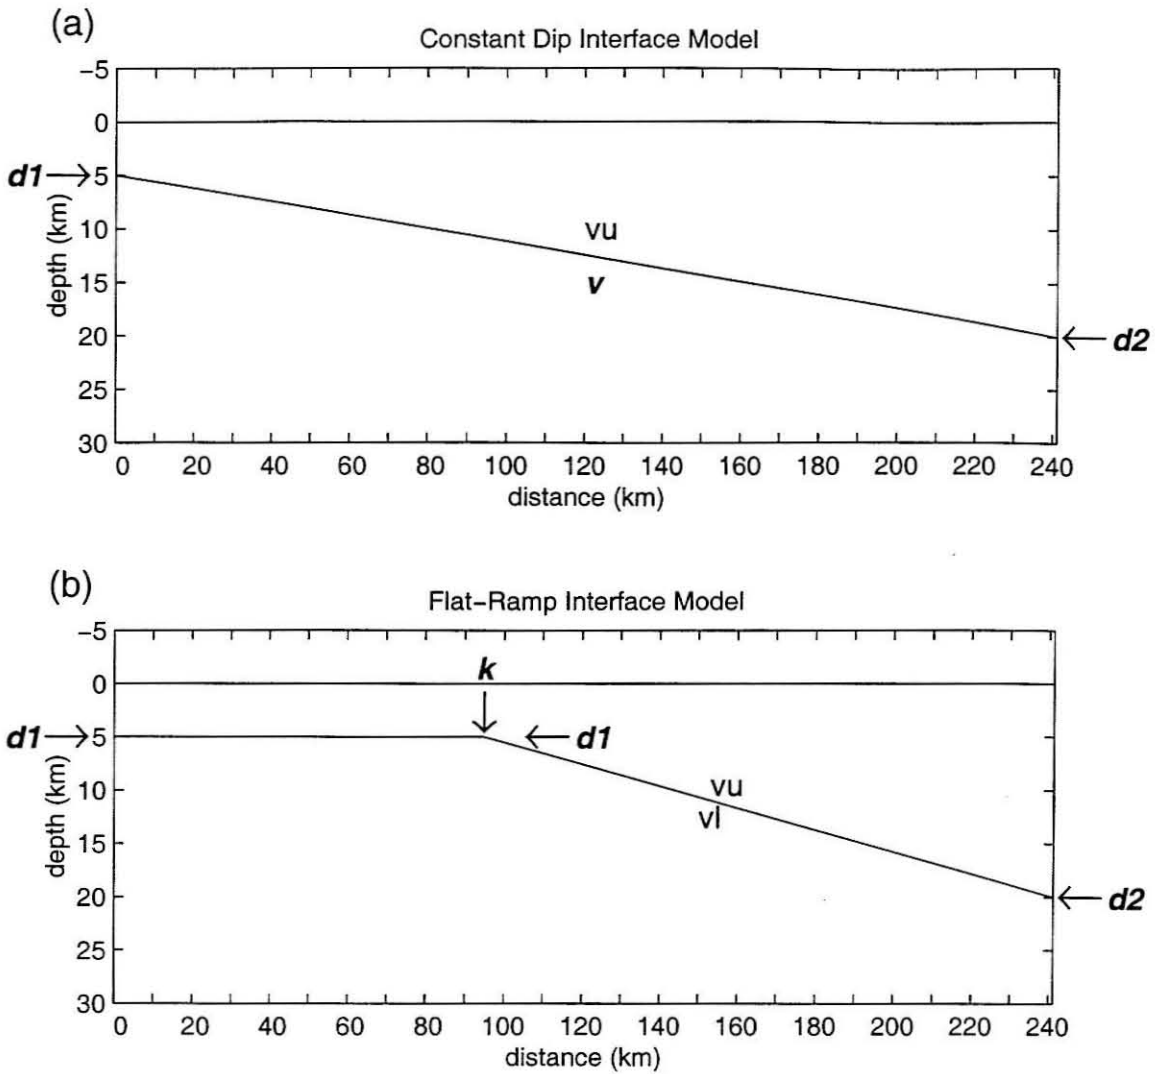 (a)
Constant Dip Interface Model
−5
0
d1 5
10
15
20
25
30
depth (km)
vu
v
d2
0 20 40 60 80 100 120 140 160 180 200 220 240
distance (km)
(b)
Flat−Ramp Interface Model
−5
0
k
d1 5
d1
10
15
20
25
30
depth (km)
vu
vl
d2
0 20 40 60 80 100 120 140 160 180 200 220 240
distance (km)